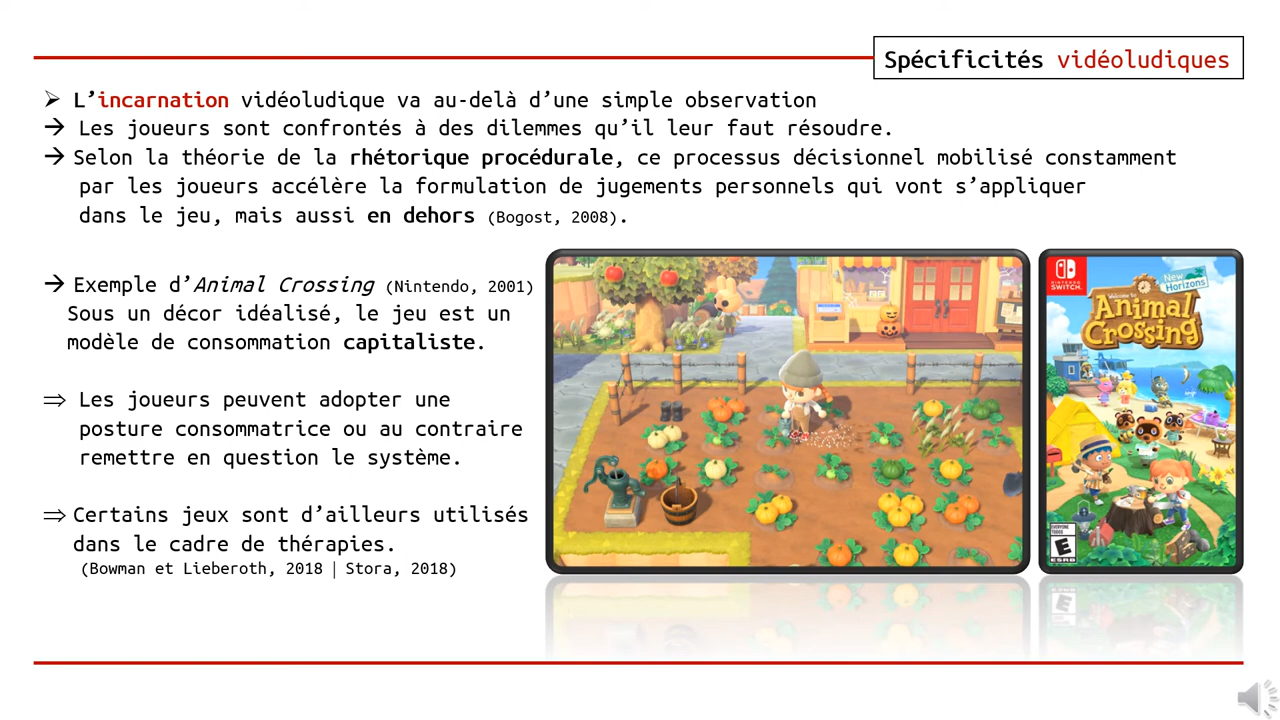 Spécificités vidéoludiques
➢ L’incarnation vidéoludique va au-delà d’une simple observation
→ Les joueurs sont confrontés à des dilemmes qu’il leur faut résoudre.
→ Selon la théorie de la rhétorique procédurale, ce processus décisionnel mobilisé constamment
par les joueurs accélère la formulation de jugements personnels qui vont s’appliquer
dans le jeu, mais aussi en dehors (Bogost, 2008).
→ Exemple d’Animal Crossing (Nintendo, 2001)
Sous un décor idéalisé, le jeu est un
modèle de consommation capitaliste.
⇒ Les joueurs peuvent adopter une
posture consommatrice ou au contraire
remettre en question le système.
⇒ Certains jeux sont d’ailleurs utilisés
dans le cadre de thérapies.
(Bowman et Lieberoth, 2018 | Stora, 2018)
NINTENDO
SWITCH
New
Horizons
Welcome to
Animal
Crossing
EVERYONE
E
ESRB